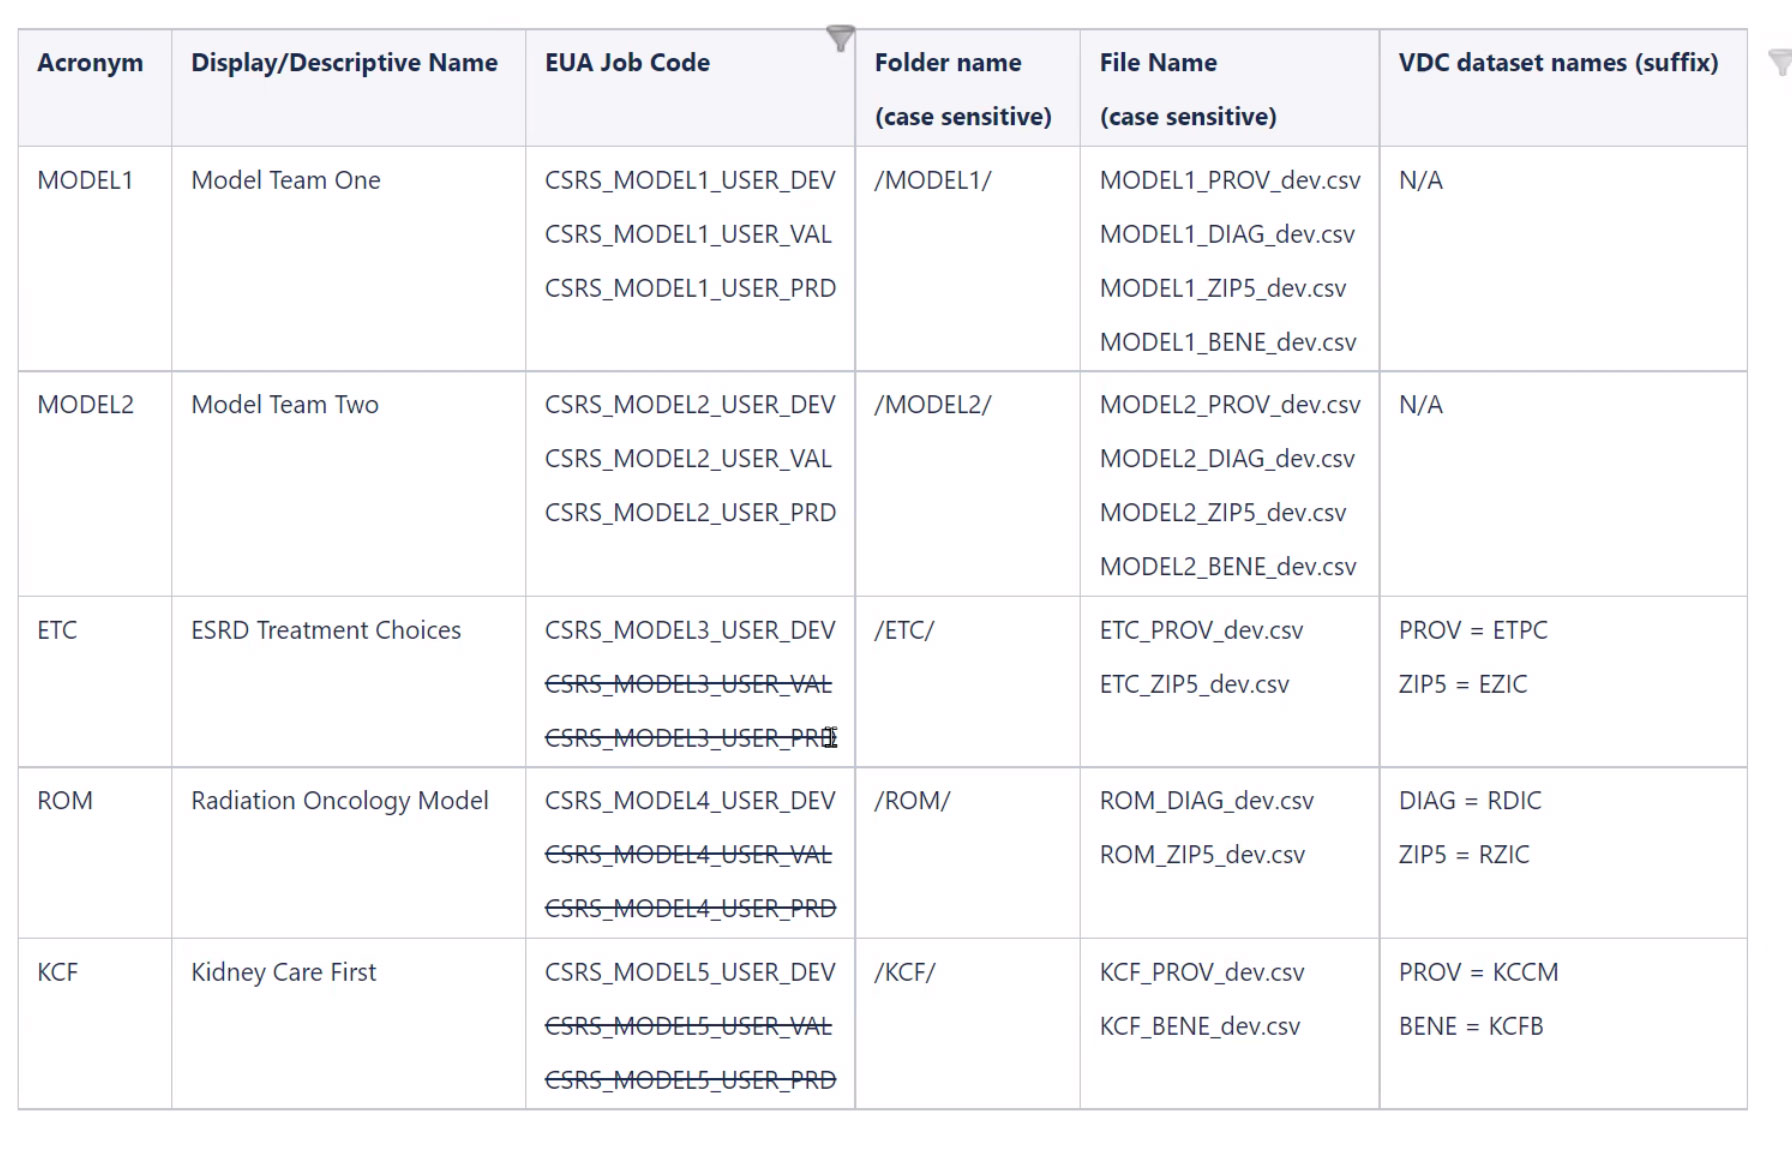 Acronym
Display/Descriptive Name
EUA Job Code
Folder name
(case sensitive)
File Name
(case sensitive)
VDC dataset names (suffix)
MODEL1
Model Team One
CSRS_MODEL1_USER_DEV
CSRS_MODEL1_USER_VAL
CSRS_MODEL1_USER_PRD
/MODEL1/
MODEL1_PROV_dev.csv
MODEL1_DIAG_dev.csv
MODEL1_ZIP5_dev.csv
MODEL1_BENE_dev.csv
N/A
MODEL2
Model Team Two
CSRS_MODEL2_USER_DEV
CSRS_MODEL2_USER_VAL
CSRS_MODEL2_USER_PRD
/MODEL2/
MODEL2_PROV_dev.csv
MODEL2_DIAG_dev.csv
MODEL2_ZIP5_dev.csv
MODEL2_BENE_dev.csv
N/A
ETC
ESRD Treatment Choices
CSRS_MODEL3_USER_DEV
CSRS_MODEL3_USER_VAL
CSRS_MODEL3_USER_PRD
/ETC/
ETC_PROV_dev.csv
ETC_ZIP5_dev.csv
PROV = ETPC
ZIP5 = EZIC
ROM
Radiation Oncology Model
CSRS_MODEL4_USER_DEV
CSRS_MODEL4_USER_VAL
CSRS_MODEL4_USER_PRD
/ROM/
ROM_DIAG_dev.csv
ROM_ZIP5_dev.csv
DIAG = RDIC
ZIP5 = RZIC
KCF
Kidney Care First
CSRS_MODEL5_USER_DEV
CSRS_MODEL5_USER_VAL
CSRS_MODEL5_USER_PRD
/KCF/
KCF_PROV_dev.csv
KCF_BENE_dev.csv
PROV = KCCM
BENE = KCFB